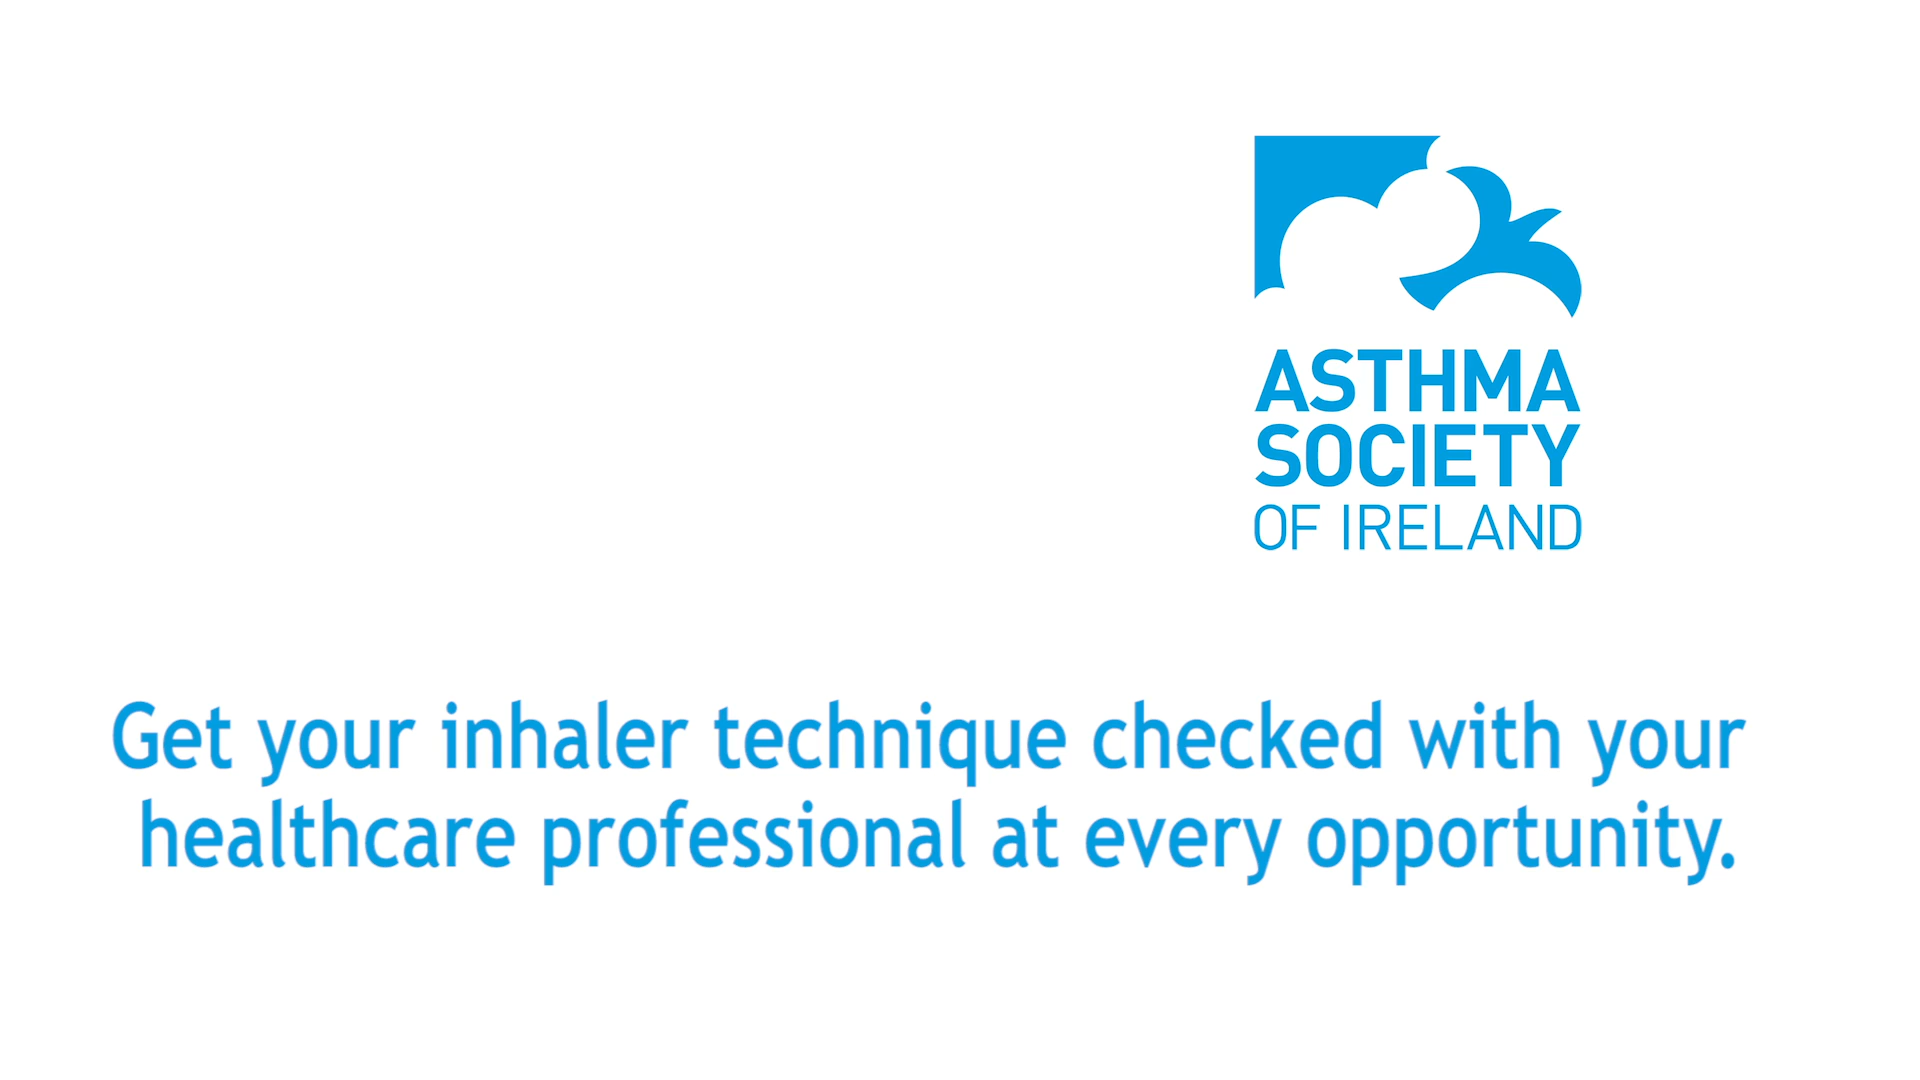 ASTHMA
SOCIETY
OF IRELAND
Get your inhaler technique checked with your
healthcare professional at every opportunity.